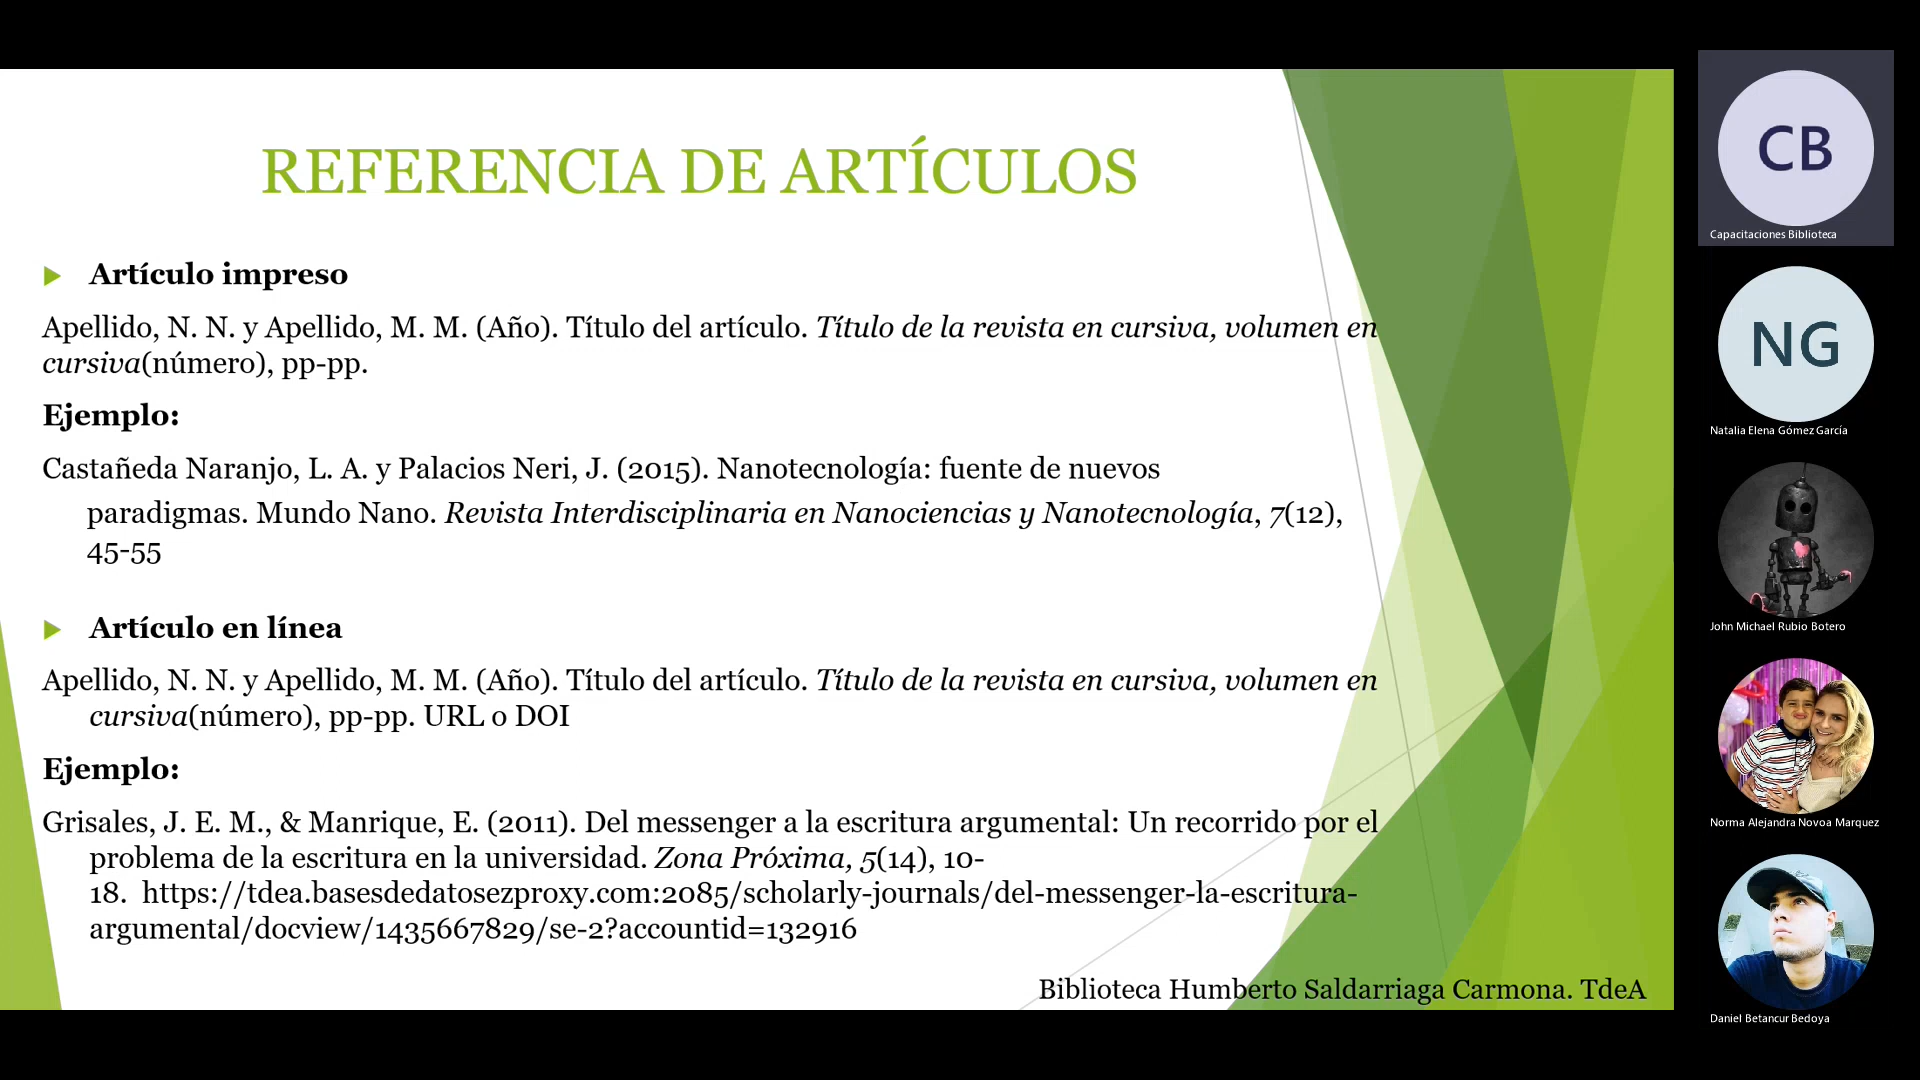 REFERENCIA DE ARTÍCULOS
Artículo impreso
Apellido, N. N. y Apellido, M. M. (Año). Título del artículo. Título de la revista en cursiva, volumen en
cursiva(número), pp-pp.
Ejemplo:
Castañeda Naranjo, L. A. y Palacios Neri, J. (2015). Nanotecnología: fuente de nuevos
paradigmas. Mundo Nano. Revista Interdisciplinaria en Nanociencias y Nanotecnología, 7(12),
45-55
Artículo en línea
Apellido, N. N. y Apellido, M. M. (Año). Título del artículo. Título de la revista en cursiva, volumen en
cursiva(número), pp-pp. URL o DOI
Ejemplo:
Grisales, J. E. M., & Manrique, E. (2011). Del messenger a la escritura argumental: Un recorrido por el
problema de la escritura en la universidad. Zona Próxima, 5(14), 10-
18. https://tdea.basesdedatosezproxy.com:2085/scholarly-journals/del-messenger-la-escritura-
argumental/docview/1435667829/se-2?accountid=132916
Biblioteca Humberto Saldarriaga Carmona. TdeA
CB
Capacitaciones Biblioteca
NG
Natalia Elena Gómez García
John Michael Rubio Botero
Norma Alejandra Novoa Marquez
Daniel Betancur Bedoya